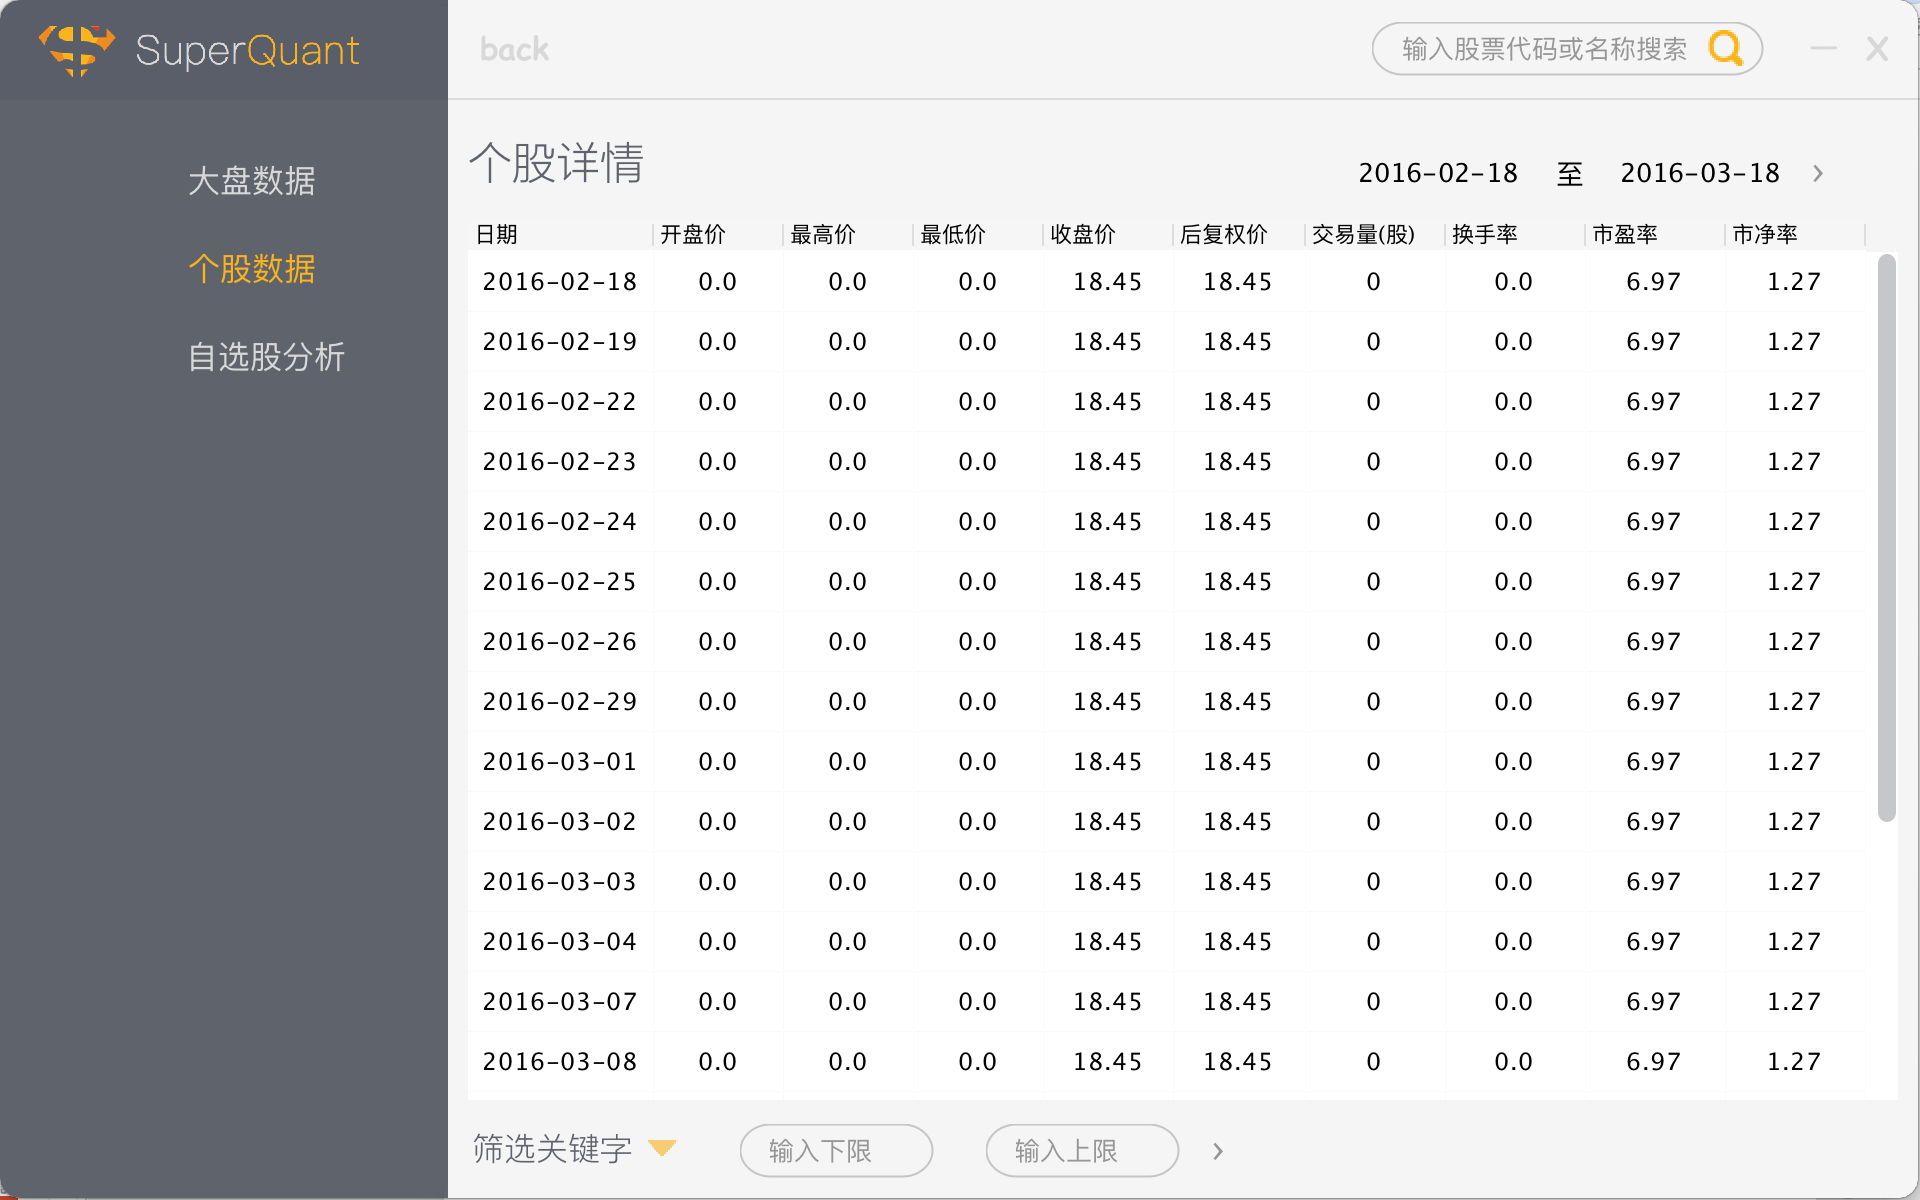 SuperQuant
back
输入股票代码或名称搜索
大盘数据
个股数据
自选股分析
个股详情
2016-02-18 至 2016-03-18 >
日期 开盘价 最高价 最低价 收盘价 后复权价 交易量(股) 换手率 市盈率 市净率
2016-02-18 0.0 0.0 0.0 18.45 18.45 0 0.0 6.97 1.27
2016-02-19 0.0 0.0 0.0 18.45 18.45 0 0.0 6.97 1.27
2016-02-22 0.0 0.0 0.0 18.45 18.45 0 0.0 6.97 1.27
2016-02-23 0.0 0.0 0.0 18.45 18.45 0 0.0 6.97 1.27
2016-02-24 0.0 0.0 0.0 18.45 18.45 0 0.0 6.97 1.27
2016-02-25 0.0 0.0 0.0 18.45 18.45 0 0.0 6.97 1.27
2016-02-26 0.0 0.0 0.0 18.45 18.45 0 0.0 6.97 1.27
2016-02-29 0.0 0.0 0.0 18.45 18.45 0 0.0 6.97 1.27
2016-03-01 0.0 0.0 0.0 18.45 18.45 0 0.0 6.97 1.27
2016-03-02 0.0 0.0 0.0 18.45 18.45 0 0.0 6.97 1.27
2016-03-03 0.0 0.0 0.0 18.45 18.45 0 0.0 6.97 1.27
2016-03-04 0.0 0.0 0.0 18.45 18.45 0 0.0 6.97 1.27
2016-03-07 0.0 0.0 0.0 18.45 18.45 0 0.0 6.97 1.27
2016-03-08 0.0 0.0 0.0 18.45 18.45 0 0.0 6.97 1.27
筛选关键字 输入下限 输入上限 >